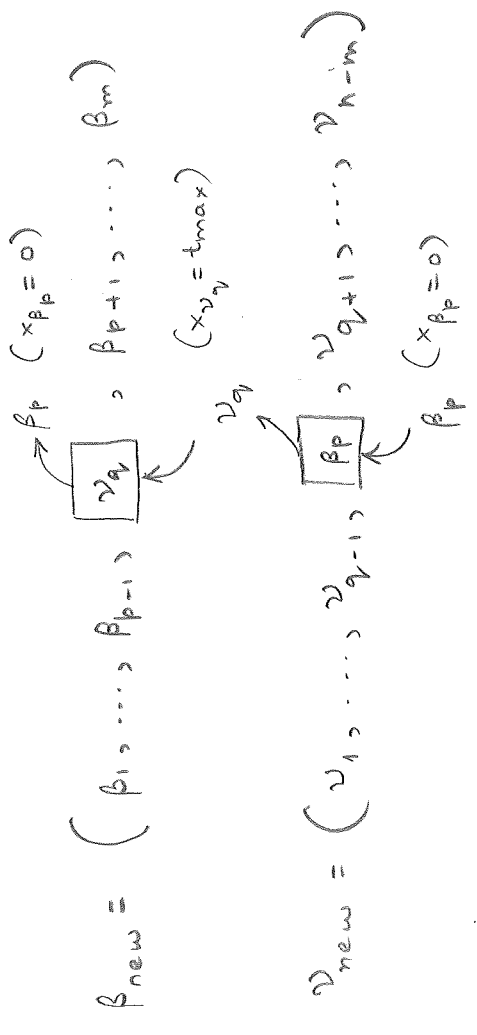 β_p (x_{β_p} = 0)
β_new = (β_1, ..., β_{p-1}, ν_q, β_{p+1}, ..., β_m)
(x_{ν_q} = t_max)
ν_q
ν_new = (ν_1, ..., ν_{q-1}, β_p, ν_{q+1}, ..., ν_{n-m})
β_p (x_{β_p} = 0)